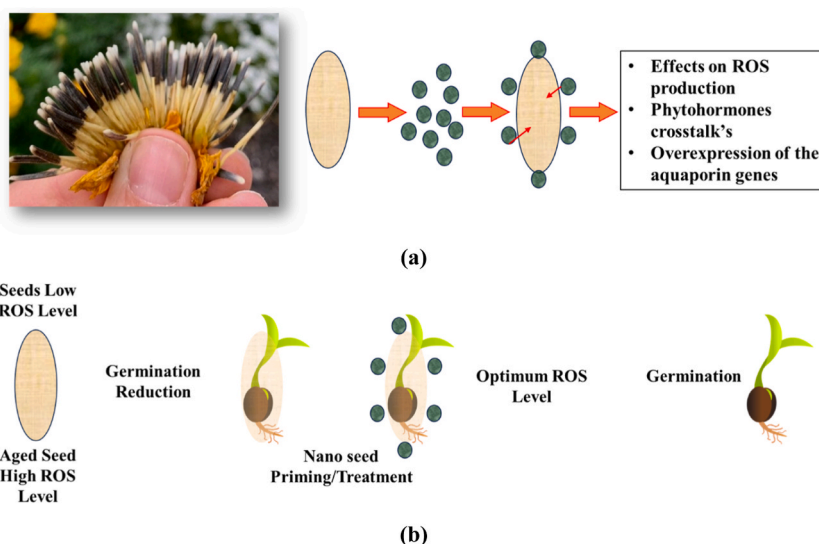 • Effects on ROS
production
• Phytohormones
crosstalk's
• Overexpression of the
aquaporin genes
(a)
Seeds Low
ROS Level
Germination
Reduction
Optimum ROS
Level
Germination
Aged Seed
High ROS
Level
Nano seed
Priming/Treatment
(b)